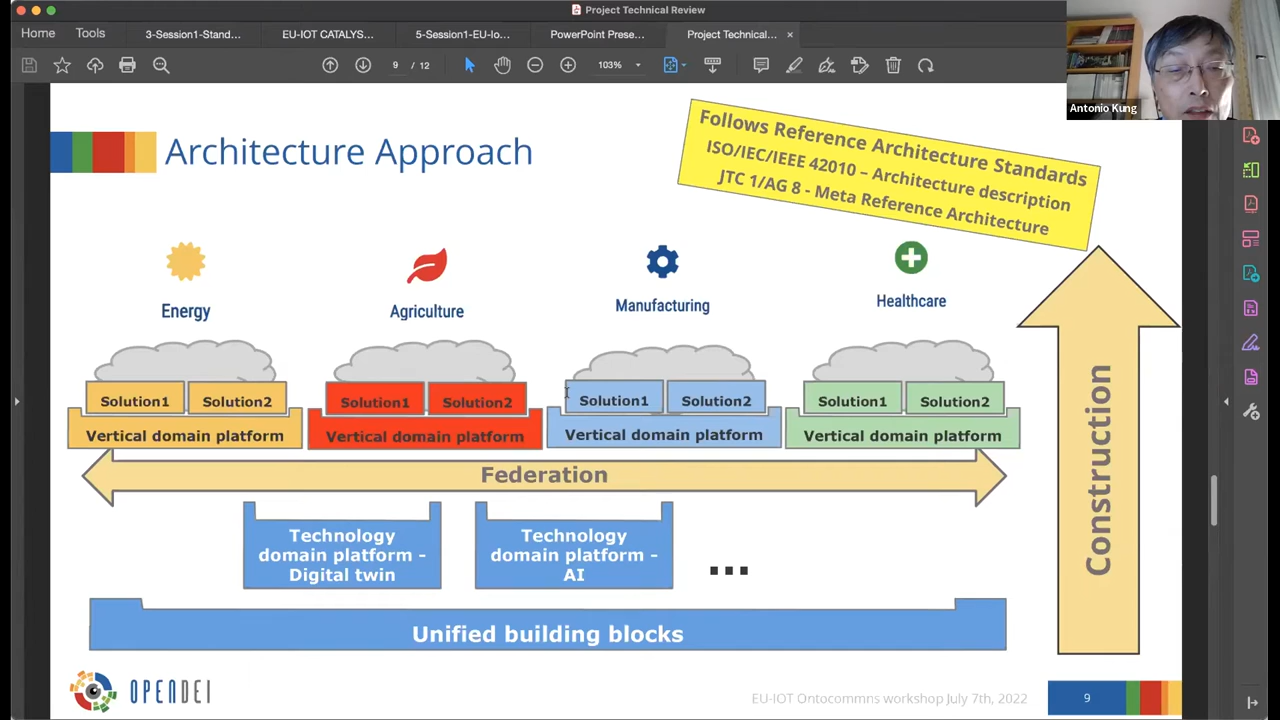 Project Technical Review
Home
Tools
3-Session1-Stand...
EU-IOT CATALYS...
5-Session1-EU-Io...
PowerPoint Prese...
Project Technical...
9 / 12
103%
Antonio Kung
Architecture Approach
Follows Reference Architecture Standards
ISO/IEC/IEEE 42010 – Architecture description
JTC 1/AG 8 - Meta Reference Architecture
Energy
Agriculture
Manufacturing
Healthcare
Solution1
Solution2
Solution1
Solution2
Solution1
Solution2
Solution1
Solution2
Vertical domain platform
Vertical domain platform
Vertical domain platform
Vertical domain platform
Federation
Construction
Technology
domain platform -
Digital twin
Technology
domain platform -
AI
...
Unified building blocks
OPENDEI
EU-IOT Ontocommns workshop July 7th, 2022
9